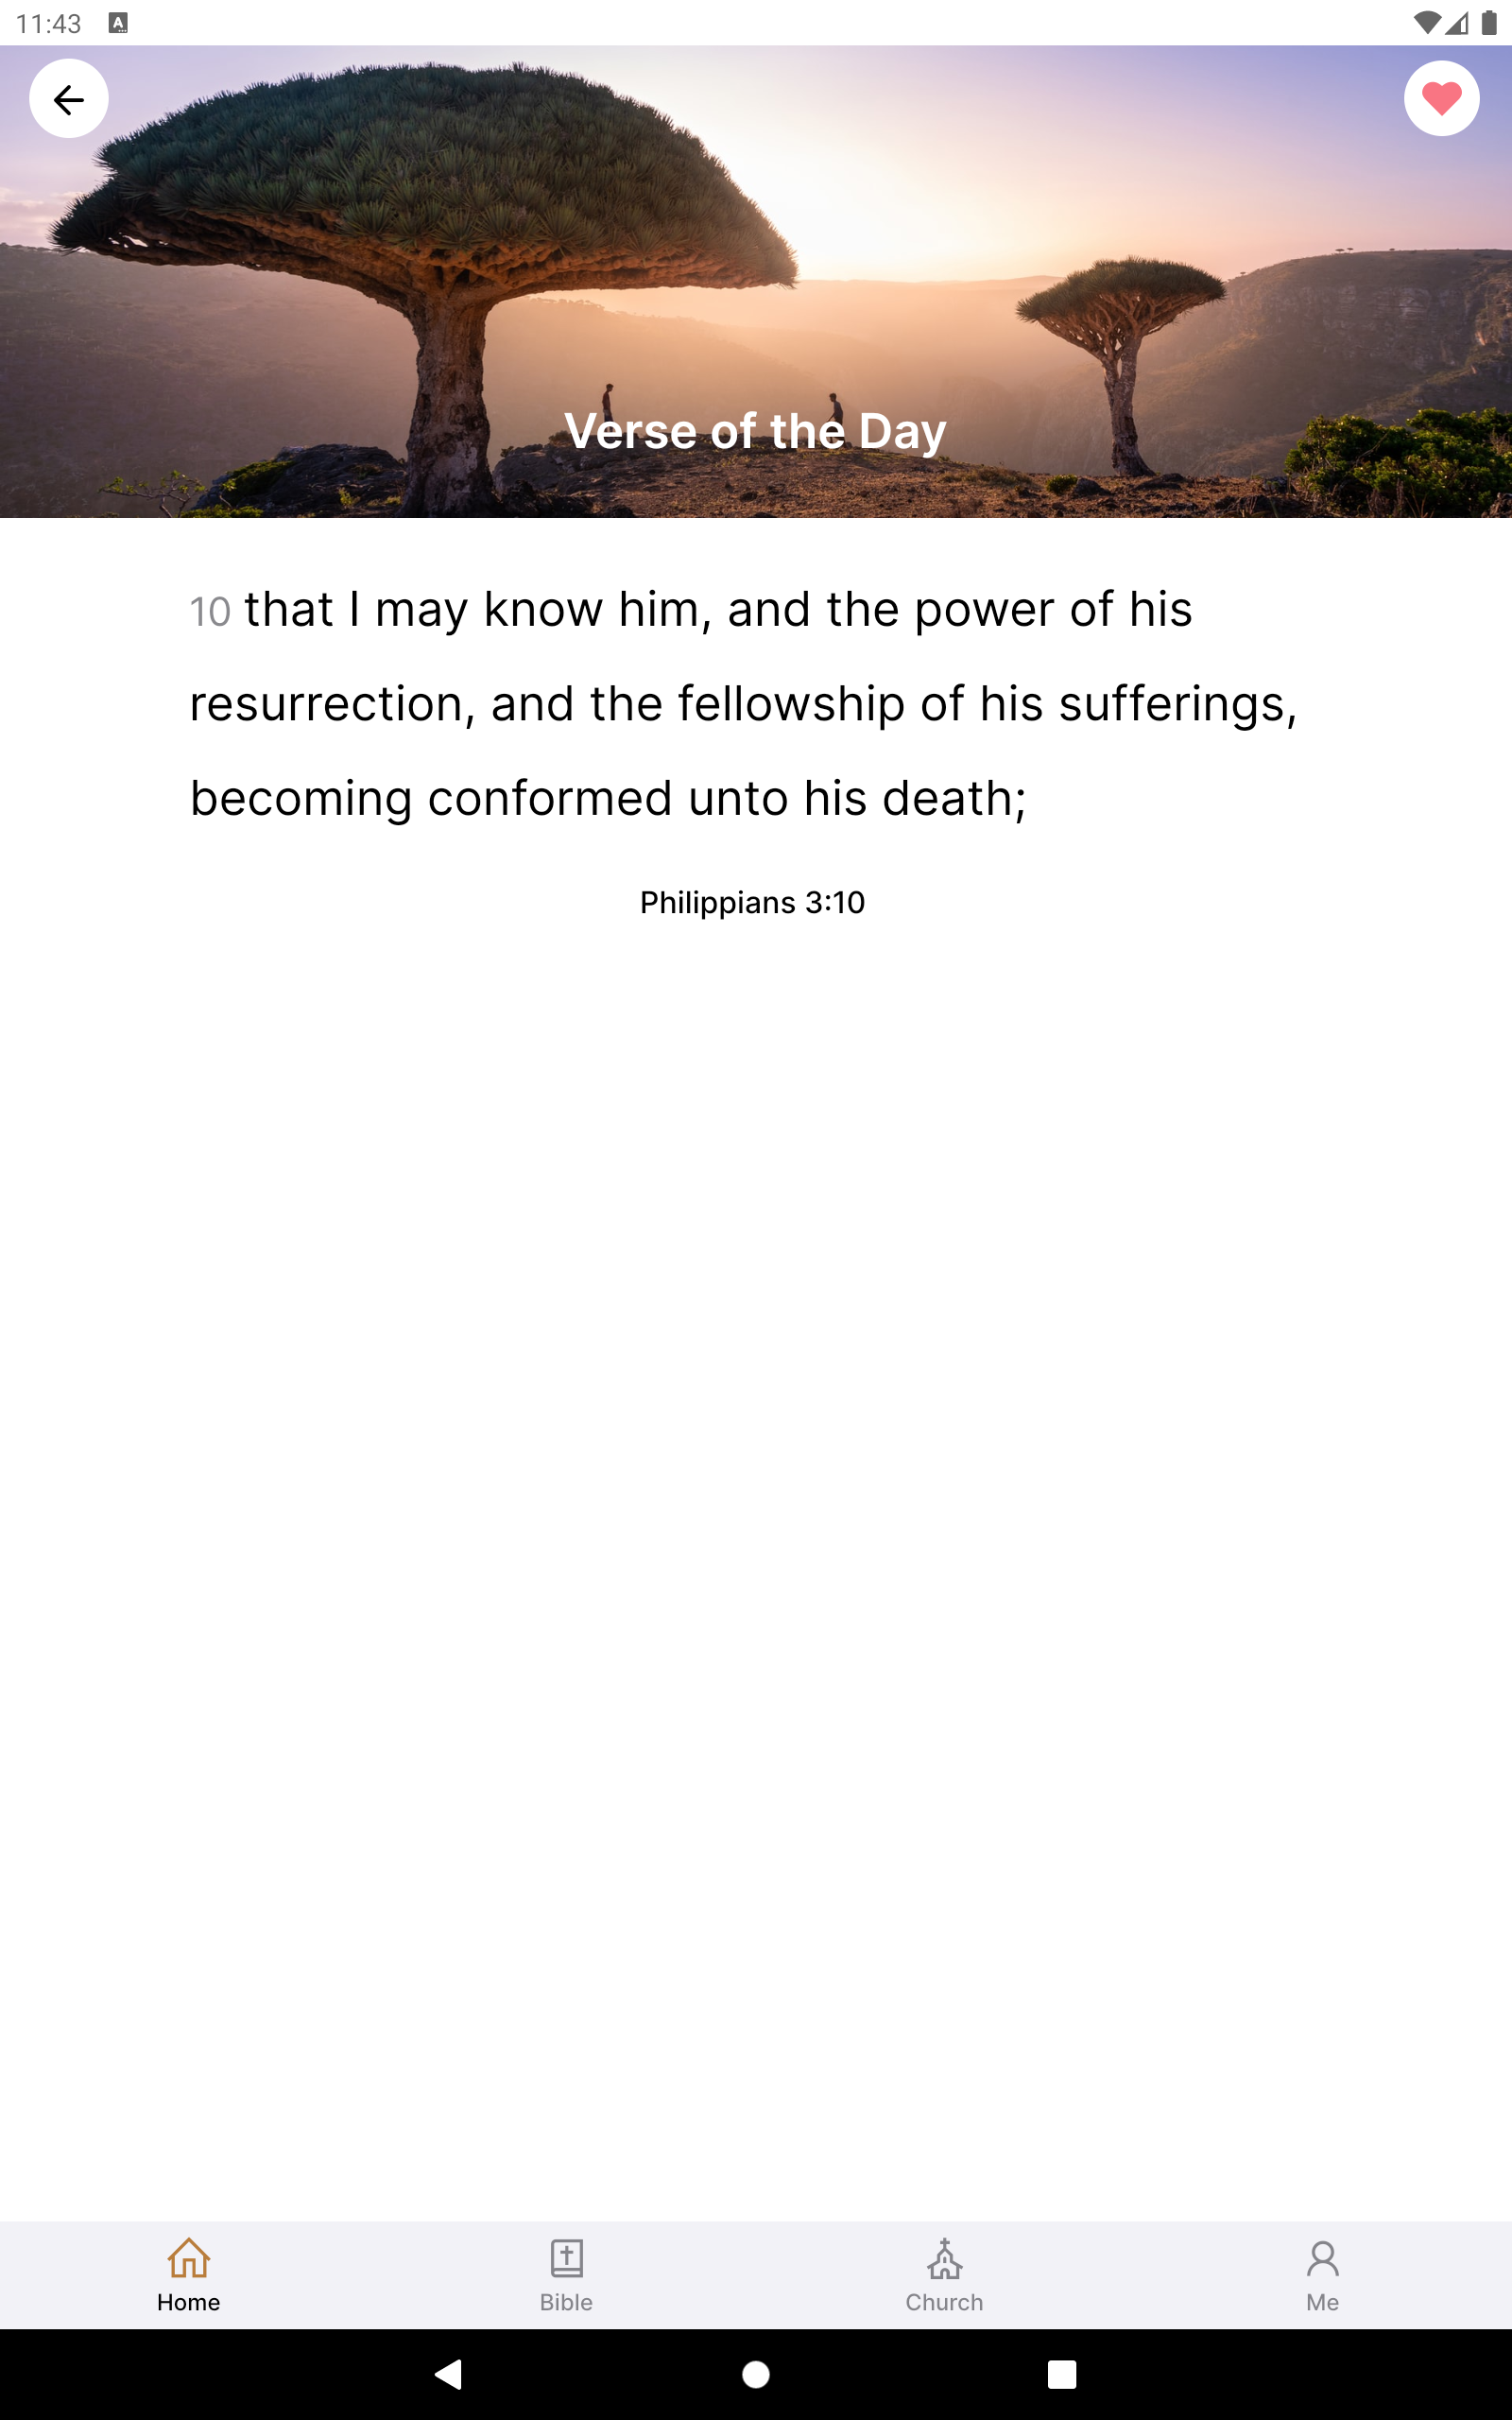 11:43
A
Verse of the Day
10 that I may know him, and the power of his
resurrection, and the fellowship of his sufferings,
becoming conformed unto his death;
Philippians 3:10
Home
Bible
Church
Me